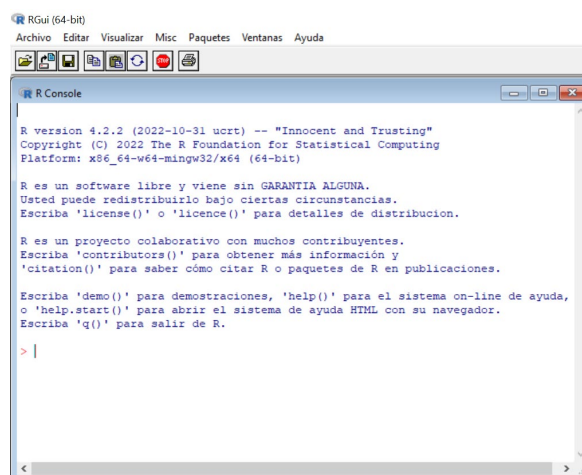 RGui (64-bit)
Archivo Editar Visualizar Misc Paquetes Ventanas Ayuda
STOP
R Console
R version 4.2.2 (2022-10-31 ucrt) -- "Innocent and Trusting"
Copyright (C) 2022 The R Foundation for Statistical Computing
Platform: x86_64-w64-mingw32/x64 (64-bit)
R es un software libre y viene sin GARANTIA ALGUNA.
Usted puede redistribuirlo bajo ciertas circunstancias.
Escriba 'license()' o 'licence()' para detalles de distribucion.
R es un proyecto colaborativo con muchos contribuyentes.
Escriba 'contributors()' para obtener más información y
'citation()' para saber cómo citar R o paquetes de R en publicaciones.
Escriba 'demo()' para demostraciones, 'help()' para el sistema on-line de ayuda,
o 'help.start()' para abrir el sistema de ayuda HTML con su navegador.
Escriba 'q()' para salir de R.
>